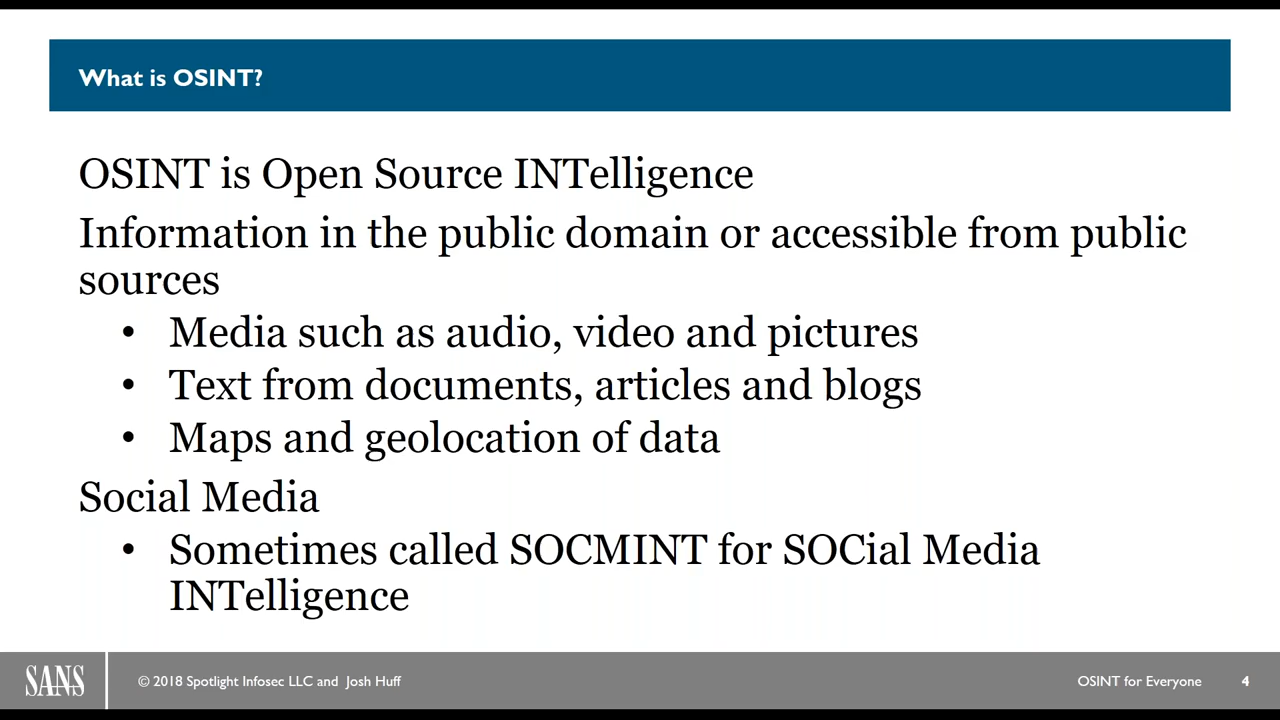 What is OSINT?
OSINT is Open Source INTelligence
Information in the public domain or accessible from public
sources
• Media such as audio, video and pictures
• Text from documents, articles and blogs
• Maps and geolocation of data
Social Media
• Sometimes called SOCMINT for SOCial Media
INTelligence
SANS
© 2018 Spotlight Infosec LLC and Josh Huff
OSINT for Everyone
4